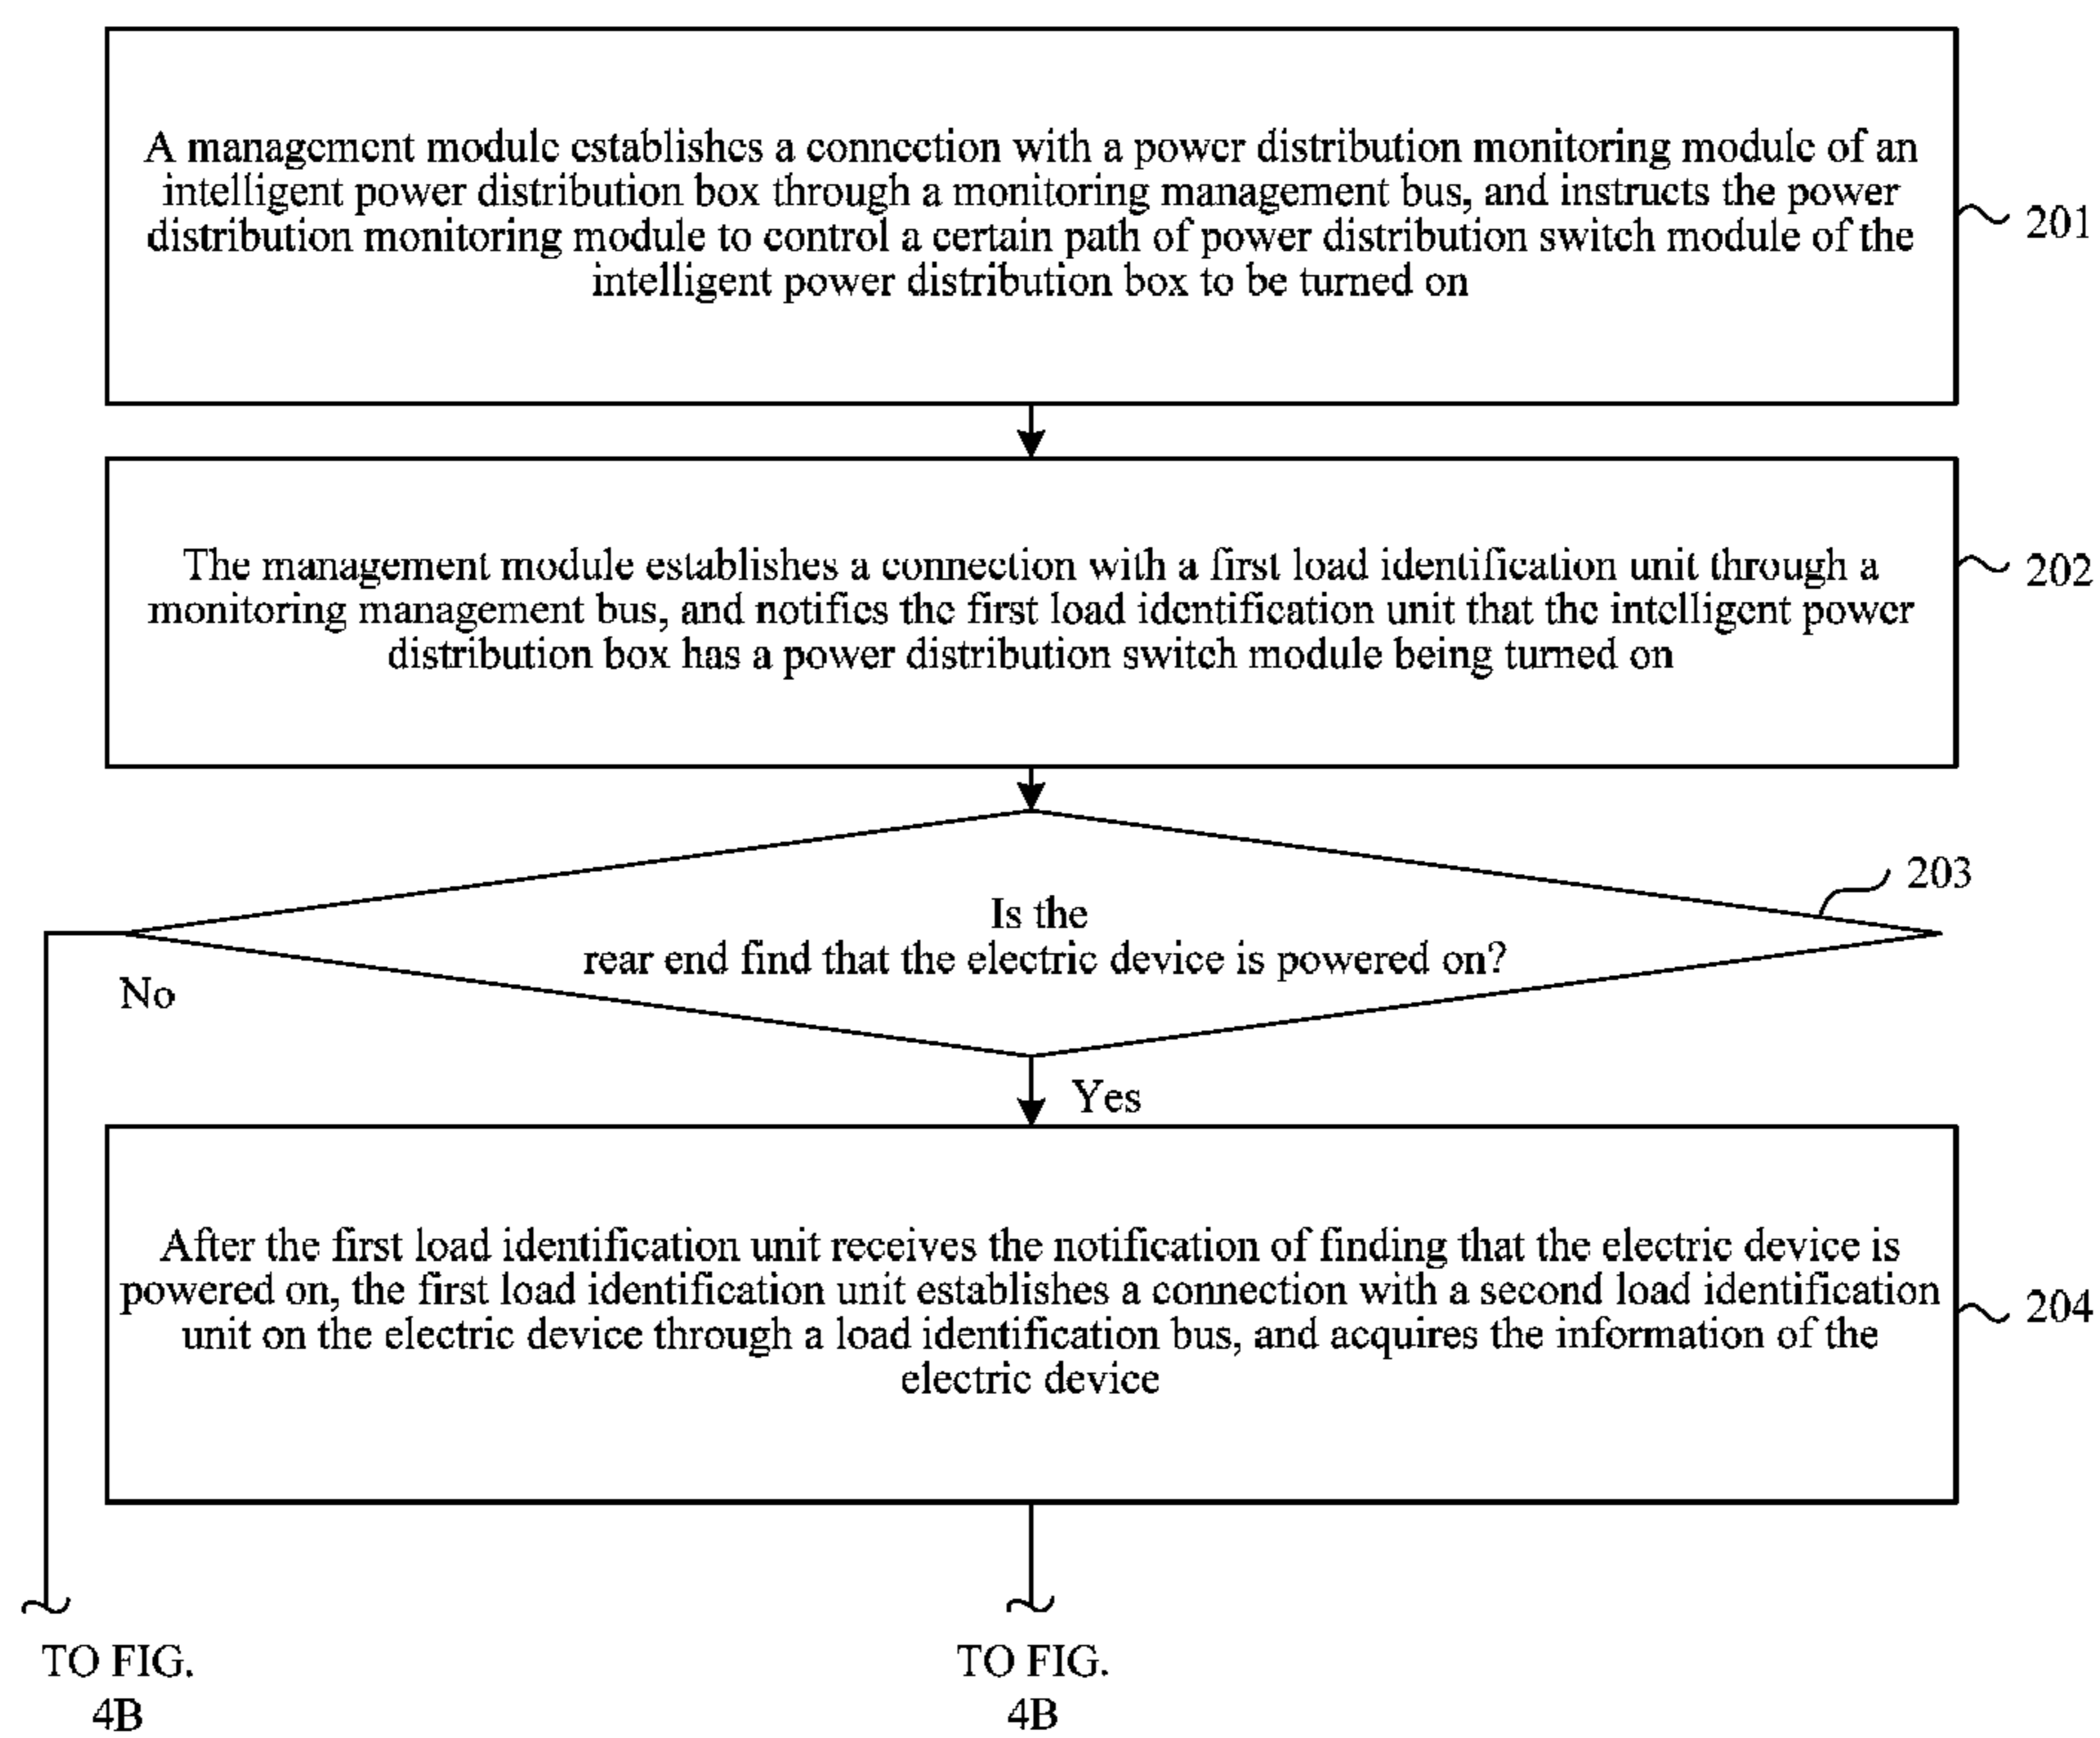 A management module establishes a connection with a power distribution monitoring module of an
intelligent power distribution box through a monitoring management bus, and instructs the power
distribution monitoring module to control a certain path of power distribution switch module of the
intelligent power distribution box to be turned on
201
The management module establishes a connection with a first load identification unit through a
monitoring management bus, and notifies the first load identification unit that the intelligent power
distribution box has a power distribution switch module being turned on
202
203
Is the
rear end find that the electric device is powered on?
No
Yes
After the first load identification unit receives the notification of finding that the electric device is
powered on, the first load identification unit establishes a connection with a second load identification
unit on the electric device through a load identification bus, and acquires the information of the
electric device
204
TO FIG.
4B
TO FIG.
4B